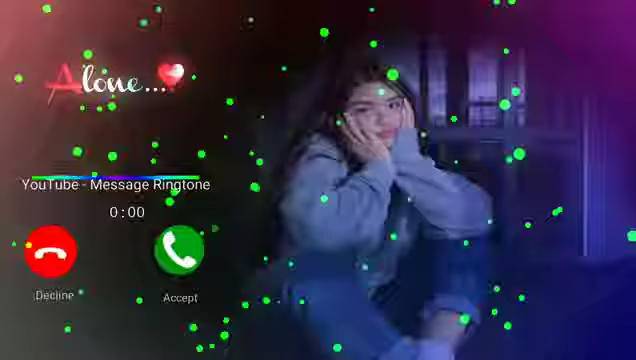 Alone...
YouTube - Message Ringtone
0:00
Decline
Accept